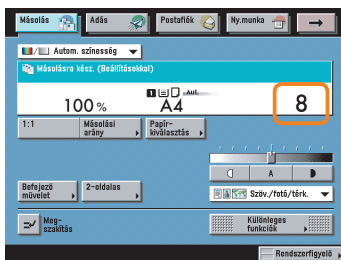 Másolás Adás Postafiók Ny.munka
Autom. színesség
Másolásra kész. (Beállításokkal)
100 % A4 Aut. 8
1:1 Másolási arány Papír-kiválasztás
A
Befejező művelet 2-oldalas Szöv./fotó/térk.
Meg-szakítás Különleges funkciók
Rendszerfigyelő